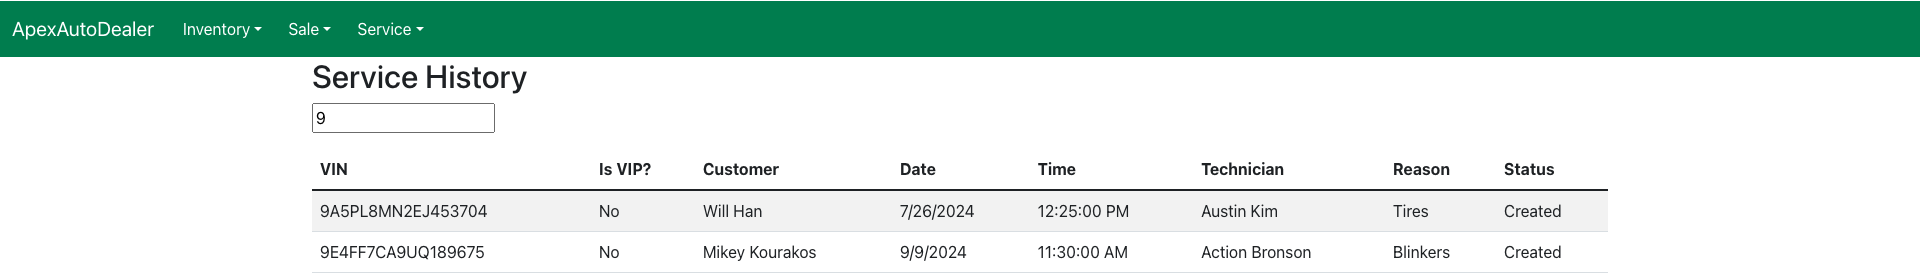 ApexAutoDealer Inventory Sale Service
Service History
9
VIN Is VIP? Customer Date Time Technician Reason Status
9A5PL8MN2EJ453704 No Will Han 7/26/2024 12:25:00 PM Austin Kim Tires Created
9E4FF7CA9UQ189675 No Mikey Kourakos 9/9/2024 11:30:00 AM Action Bronson Blinkers Created